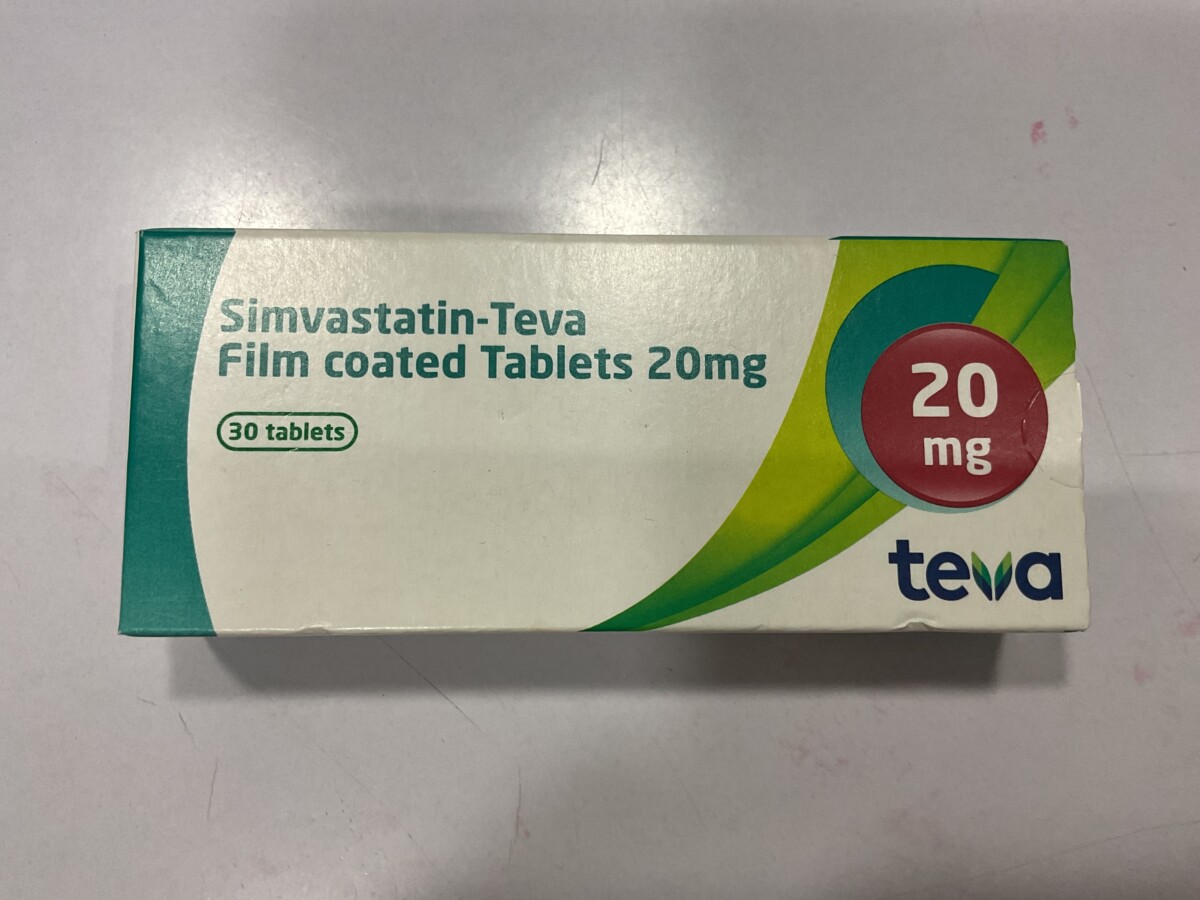 Simvastatin-Teva
Film coated Tablets 20mg
30 tablets
20
mg
teva